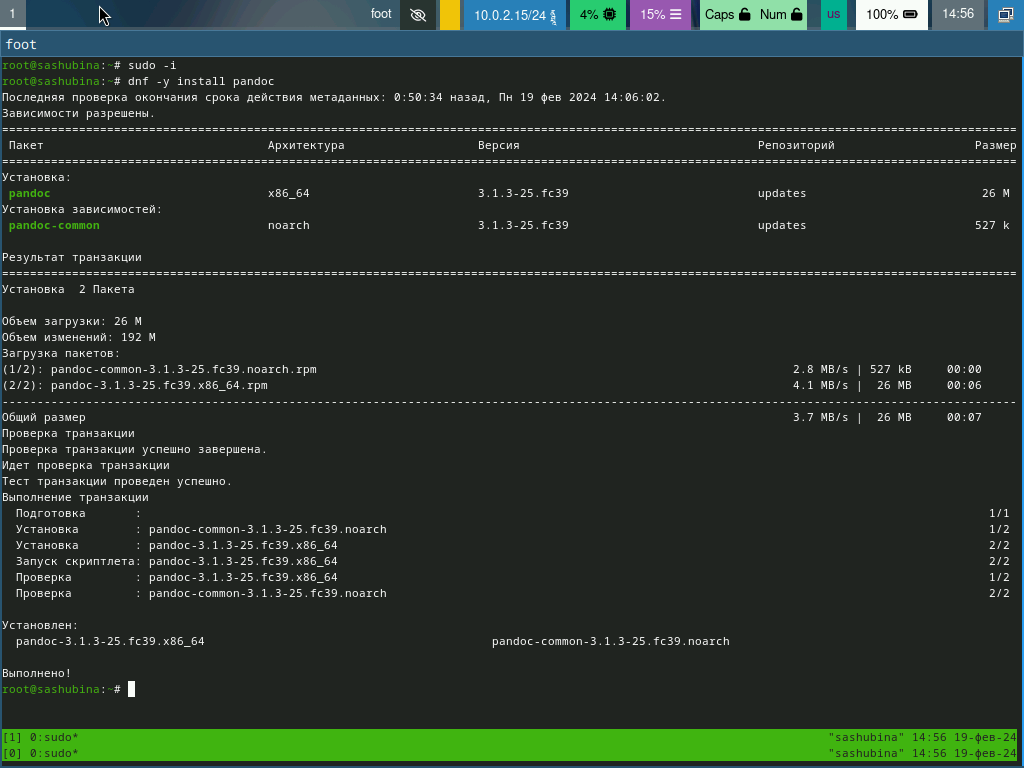 1 foot 10.0.2.15/24 4% 15% Caps Num us 100% 14:56
foot
root@sashubina:~# sudo -i
root@sashubina:~# dnf -y install pandoc
Последняя проверка окончания срока действия метаданных: 0:50:34 назад, Пн 19 фев 2024 14:06:02.
Зависимости разрешены.
Пакет Архитектура Версия Репозиторий Размер
Установка:
pandoc x86_64 3.1.3-25.fc39 updates 26 M
Установка зависимостей:
pandoc-common noarch 3.1.3-25.fc39 updates 527 k
Результат транзакции
Установка 2 Пакета
Объем загрузки: 26 M
Объем изменений: 192 M
Загрузка пакетов:
(1/2): pandoc-common-3.1.3-25.fc39.noarch.rpm 2.8 MB/s | 527 kB 00:00
(2/2): pandoc-3.1.3-25.fc39.x86_64.rpm 4.1 MB/s | 26 MB 00:06
Общий размер 3.7 MB/s | 26 MB 00:07
Проверка транзакции
Проверка транзакции успешно завершена.
Идет проверка транзакции
Тест транзакции проведен успешно.
Выполнение транзакции
Подготовка : 1/1
Установка : pandoc-common-3.1.3-25.fc39.noarch 1/2
Установка : pandoc-3.1.3-25.fc39.x86_64 2/2
Запуск скриптлета: pandoc-3.1.3-25.fc39.x86_64 2/2
Проверка : pandoc-3.1.3-25.fc39.x86_64 1/2
Проверка : pandoc-common-3.1.3-25.fc39.noarch 2/2
Установлен:
pandoc-3.1.3-25.fc39.x86_64 pandoc-common-3.1.3-25.fc39.noarch
Выполнено!
root@sashubina:~#
[1] 0:sudo* "sashubina" 14:56 19-фев-24
[0] 0:sudo* "sashubina" 14:56 19-фев-24